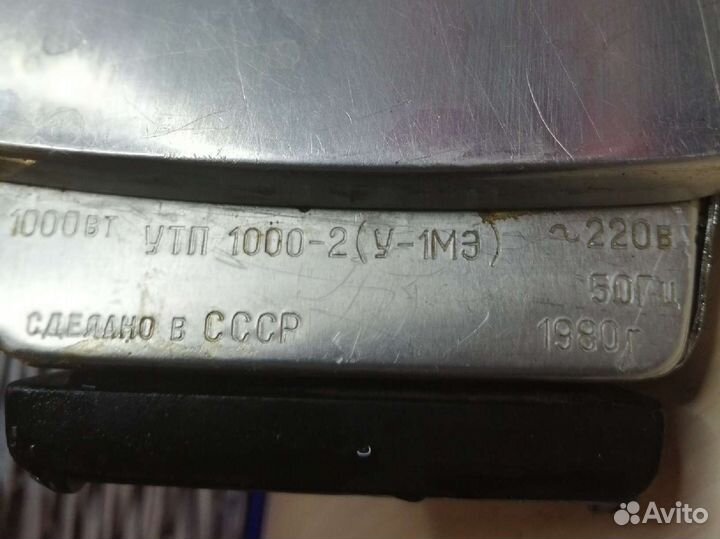 1000ВТ УТП 1000-2(У-1МЭ) ~220В
50ГЦ
СДЕЛАНО В СССР 1980г
Avito